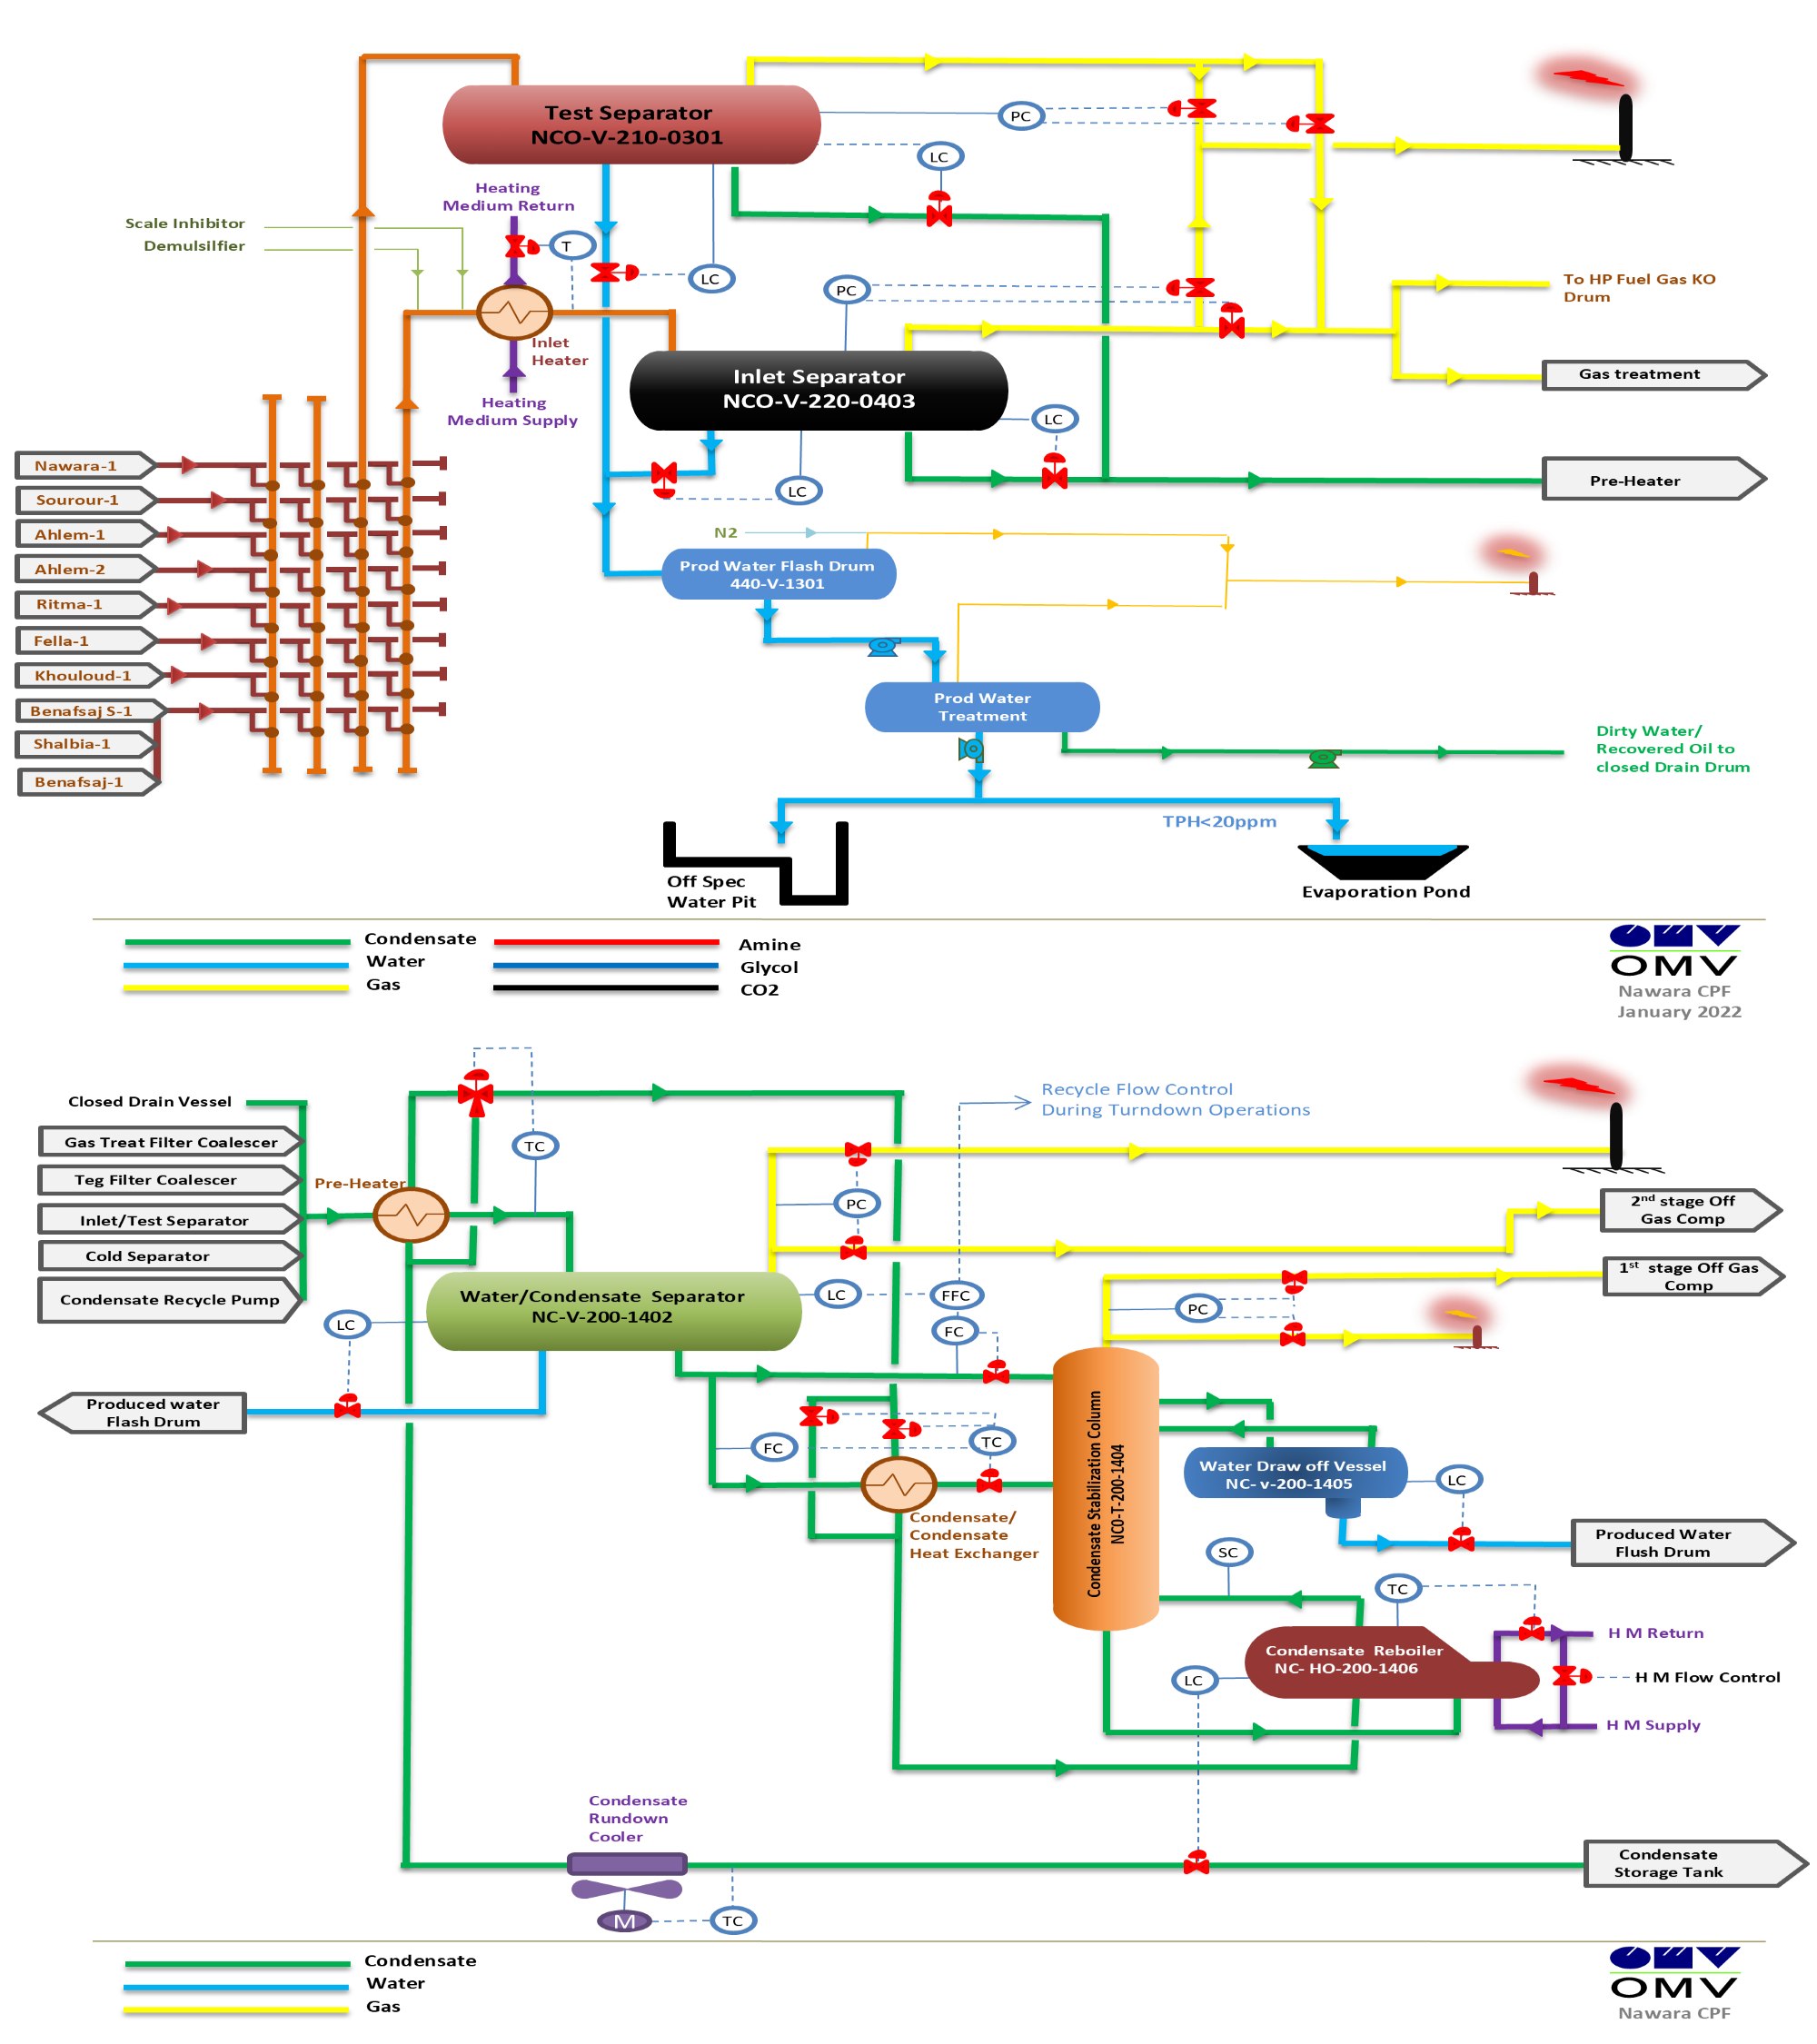 Test Separator
NCO-V-210-0301
PC
LC
Heating
Medium Return
Scale Inhibitor
Demulsilfier
T
LC
PC
To HP Fuel Gas KO
Drum
Inlet
Heater
Inlet Separator
NCO-V-220-0403
Gas treatment
Heating
Medium Supply
LC
Nawara-1
Sourour-1
Ahlem-1
Ahlem-2
Ritma-1
Fella-1
Khouloud-1
Benafsaj S-1
Shalbia-1
Benafsaj-1
LC
Pre-Heater
N2
Prod Water Flash Drum
440-V-1301
Prod Water
Treatment
Dirty Water/
Recovered Oil to
closed Drain Drum
TPH<20ppm
Off Spec
Water Pit
Evaporation Pond
Condensate
Water
Gas
Amine
Glycol
CO2
OMV
Nawara CPF
January 2022
Closed Drain Vessel
Gas Treat Filter Coalescer
Teg Filter Coalescer
Inlet/Test Separator
Cold Separator
Condensate Recycle Pump
Pre-Heater
TC
Recycle Flow Control
During Turndown Operations
PC
2nd stage Off
Gas Comp
1st stage Off Gas
Comp
Water/Condensate Separator
NC-V-200-1402
LC
FFC
FC
PC
LC
Produced water
Flash Drum
FC
TC
Condensate/
Condensate
Heat Exchanger
Condensate Stabilization Column
NC0-T-200-1404
Water Draw off Vessel
NC- v-200-1405
LC
Produced Water
Flush Drum
SC
TC
Condensate Reboiler
NC- HO-200-1406
H M Return
H M Flow Control
H M Supply
LC
Condensate
Rundown
Cooler
M
TC
Condensate
Storage Tank
Condensate
Water
Gas
OMV
Nawara CPF